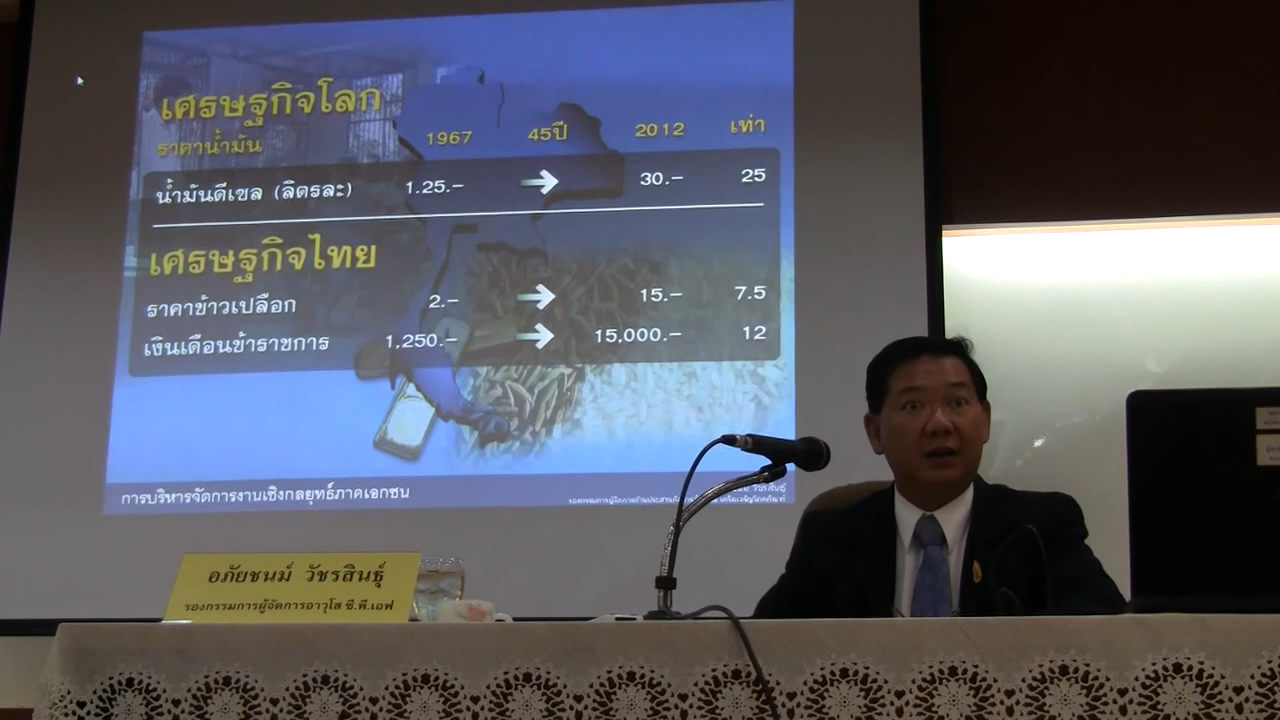 เศรษฐกิจโลก
ราคาน้ำมัน 1967 45ปี 2012 เท่า
น้ำมันดีเซล (ลิตรละ) 1.25.- → 30.- 25
เศรษฐกิจไทย
ราคาข้าวเปลือก 2.- → 15.- 7.5
เงินเดือนข้าราชการ 1,250.- → 15,000.- 12
การบริหารจัดการงานเชิงกลยุทธ์ภาคเอกชน
วัชรสินธุ์
อภัยชนม์ วัชรสินธุ์
รองกรรมการผู้จัดการอาวุโส ซี.พี.เอฟ